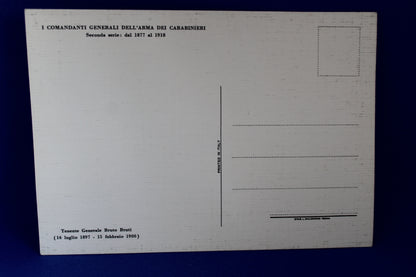 I COMANDANTI GENERALI DELL'ARMA DEI CARABINIERI
Seconda serie: dal 1877 al 1918
PRINTED IN ITALY
Tenente Generale Bruto Bruti
(16 luglio 1897 - 15 febbraio 1900)